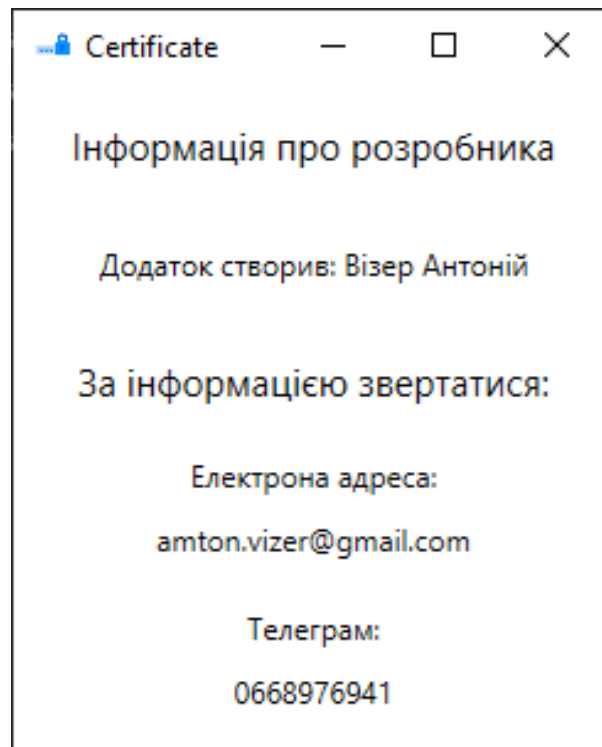 Certificate
Інформація про розробника
Додаток створив: Візер Антоній
За інформацією звертатися:
Електрона адреса:
amton.vizer@gmail.com
Телеграм:
0668976941